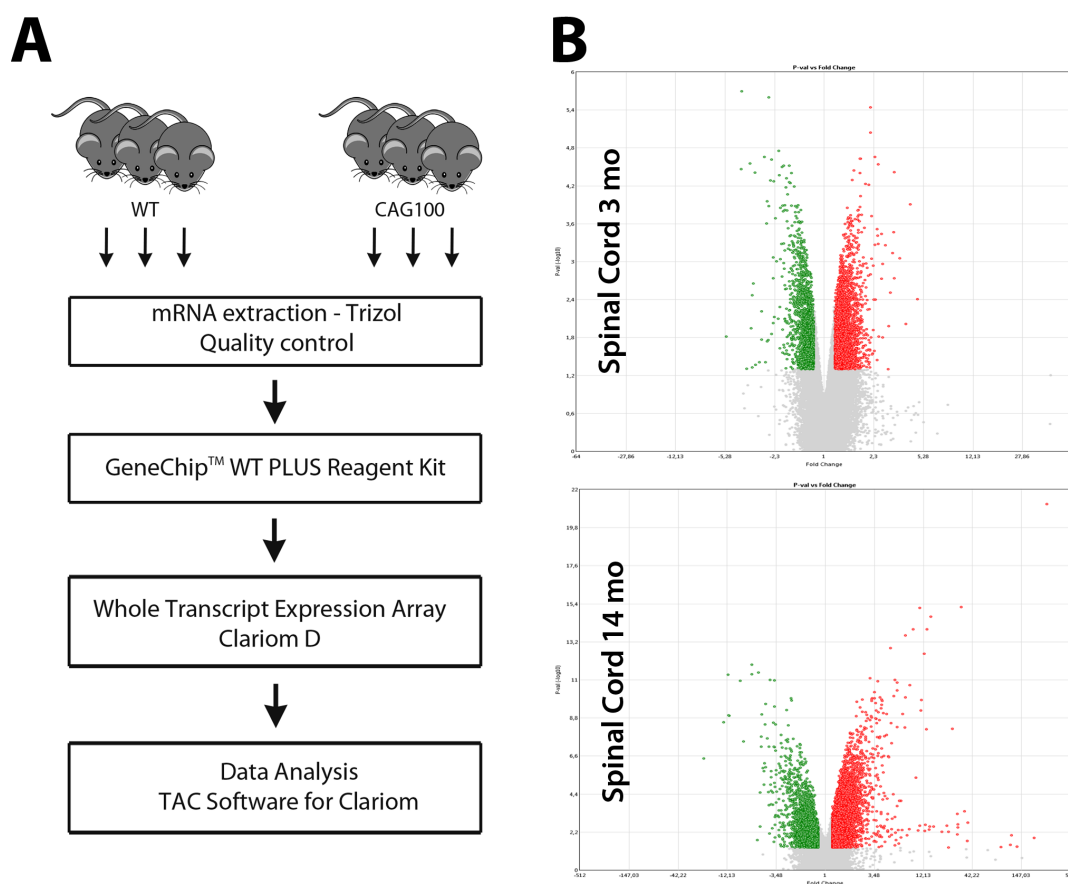 A
WT
CAG100
mRNA extraction - Trizol
Quality control
GeneChip™ WT PLUS Reagent Kit
Whole Transcript Expression Array
Clariom D
Data Analysis
TAC Software for Clariom
B
P-val vs Fold Change
Spinal Cord 3 mo
P-val (-log10)
6
5,4
4,8
4,2
3,6
3
2,4
1,8
1,2
0,6
0
-64
-27,86
-12,13
-5,28
-2,3
1
2,3
5,28
12,13
27,86
Fold Change
P-val vs Fold Change
Spinal Cord 14 mo
P-val (-log10)
22
19,8
17,6
15,4
13,2
11
8,8
6,6
4,4
2,2
0
-512
-147,03
-42,22
-12,13
-3,48
1
3,48
12,13
42,22
147,03
Fold Change